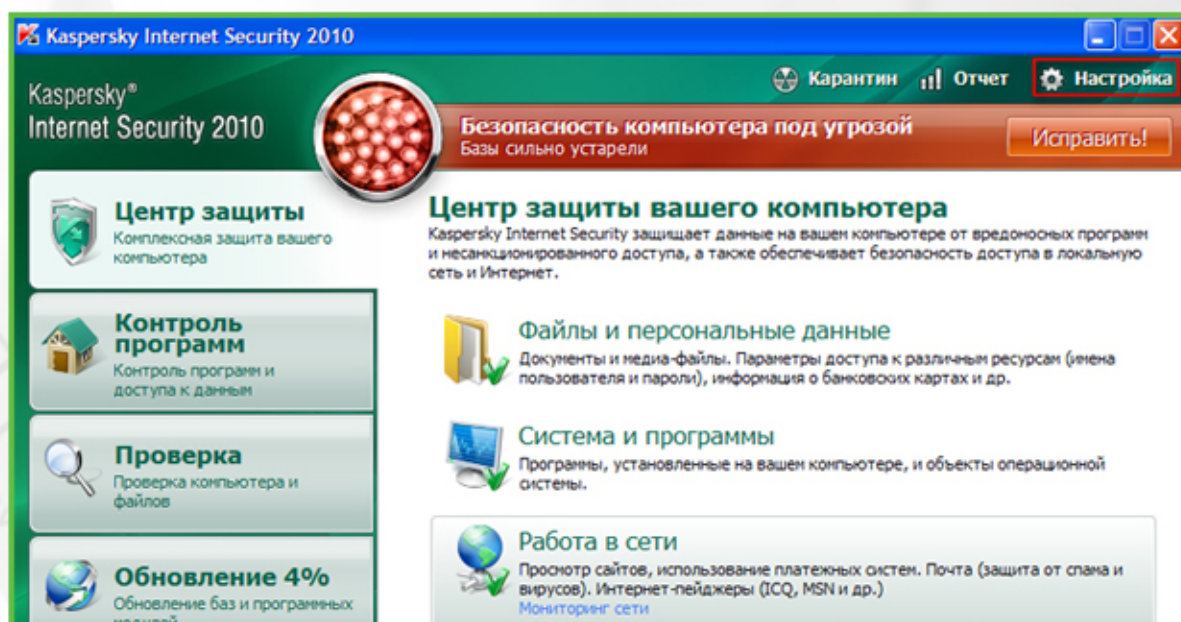 Kaspersky Internet Security 2010
Kaspersky®
Internet Security 2010
Карантин
Отчет
Настройка
Безопасность компьютера под угрозой
Базы сильно устарели
Исправить!
Центр защиты
Комплексная защита вашего
компьютера
Контроль
программ
Контроль программ и
доступа к данным
Проверка
Проверка компьютера и
файлов
Обновление 4%
Обновление баз и программных
Центр защиты вашего компьютера
Kaspersky Internet Security защищает данные на вашем компьютере от вредоносных программ
и несанкционированного доступа, а также обеспечивает безопасность доступа в локальную
сеть и Интернет.
Файлы и персональные данные
Документы и медиа-файлы. Параметры доступа к различным ресурсам (имена
пользователя и пароли), информация о банковских картах и др.
Система и программы
Программы, установленные на вашем компьютере, и объекты операционной
системы.
Работа в сети
Просмотр сайтов, использование платежных систем. Почта (защита от спама и
вирусов). Интернет-пейджеры (ICQ, MSN и др.)
Мониторинг сети